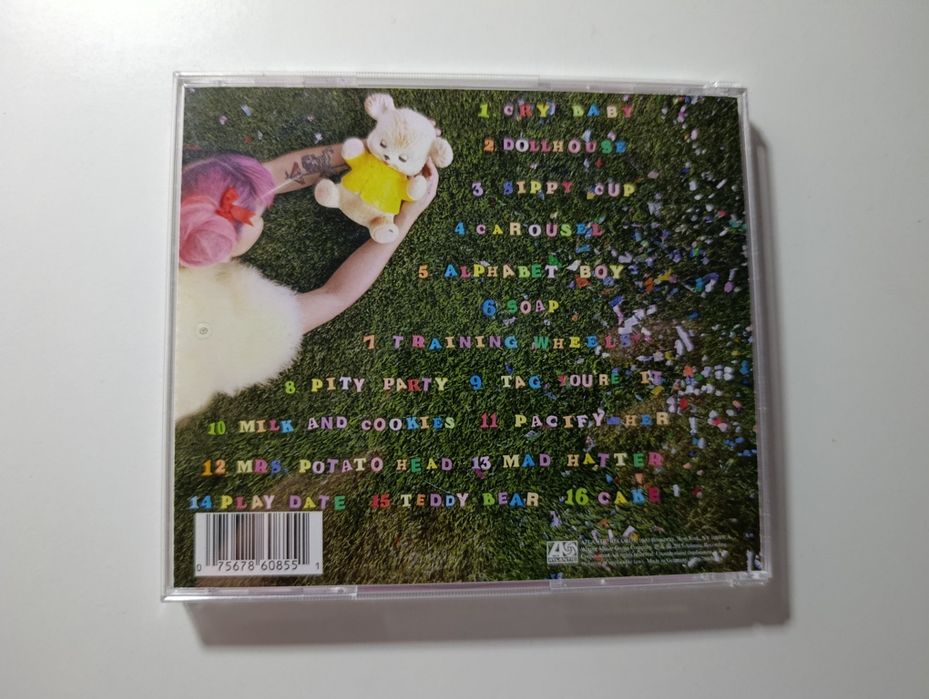 1 CRY BABY
2 DOLLHOUSE
3 SIPPY CUP
4 CAROUSEL
5 ALPHABET BOY
6 SOAP
7 TRAINING WHEELS
8 PITY PARTY 9 TAG, YOU'RE IT
10 MILK AND COOKIES 11 PACIFY HER
12 MRS. POTATO HEAD 13 MAD HATTER
14 PLAY DATE 15 TEDDY BEAR 16 CAKE
0 75678 60855 1
ATLANTIC